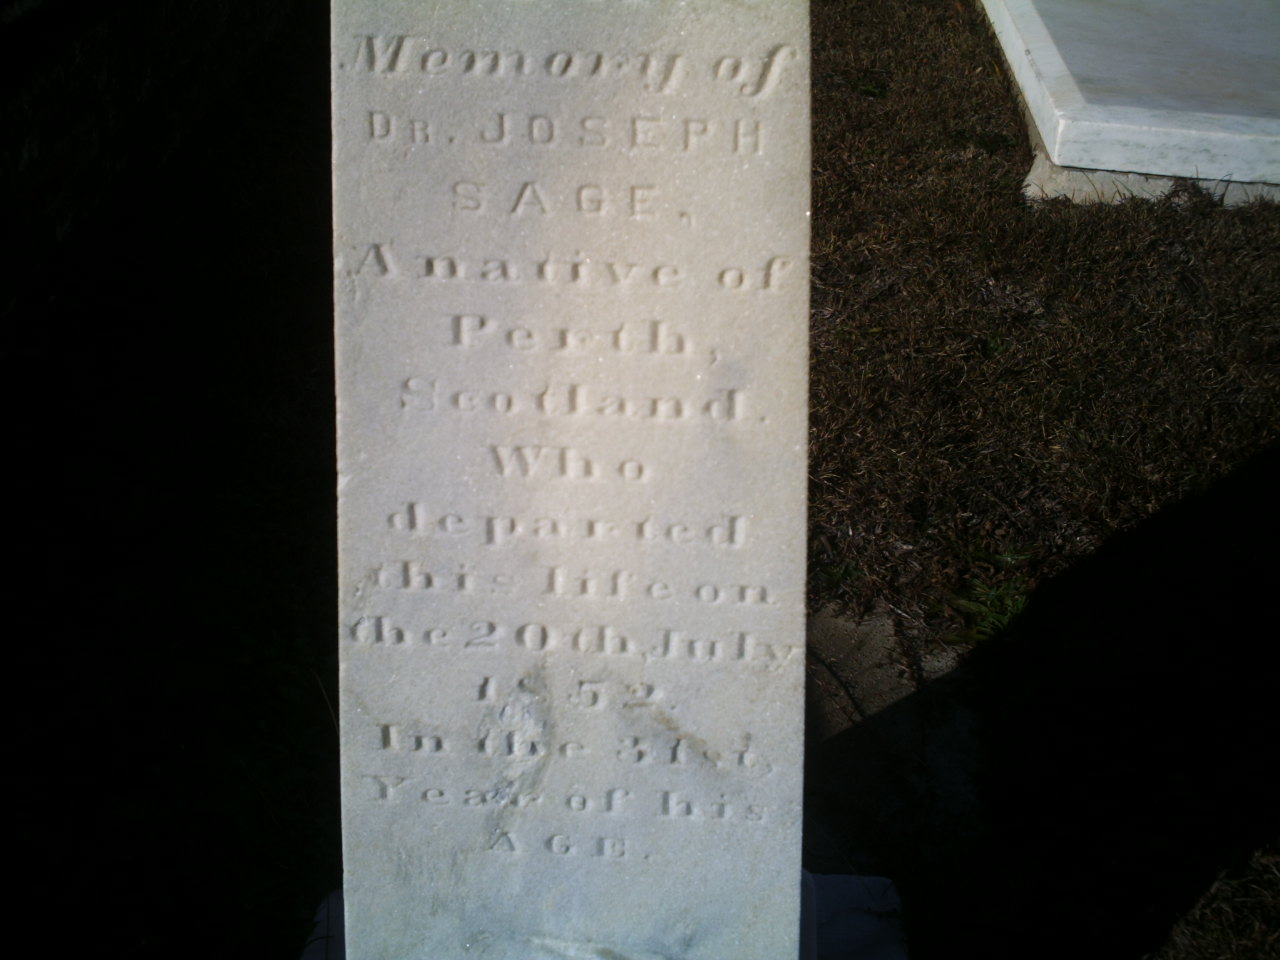 Memory of
DR. JOSEPH
SAGE,
A native of
Perth,
Scotland.
Who
departed
this life on
the 20th, July
1852.
In the 31st,
Year of his
AGE.